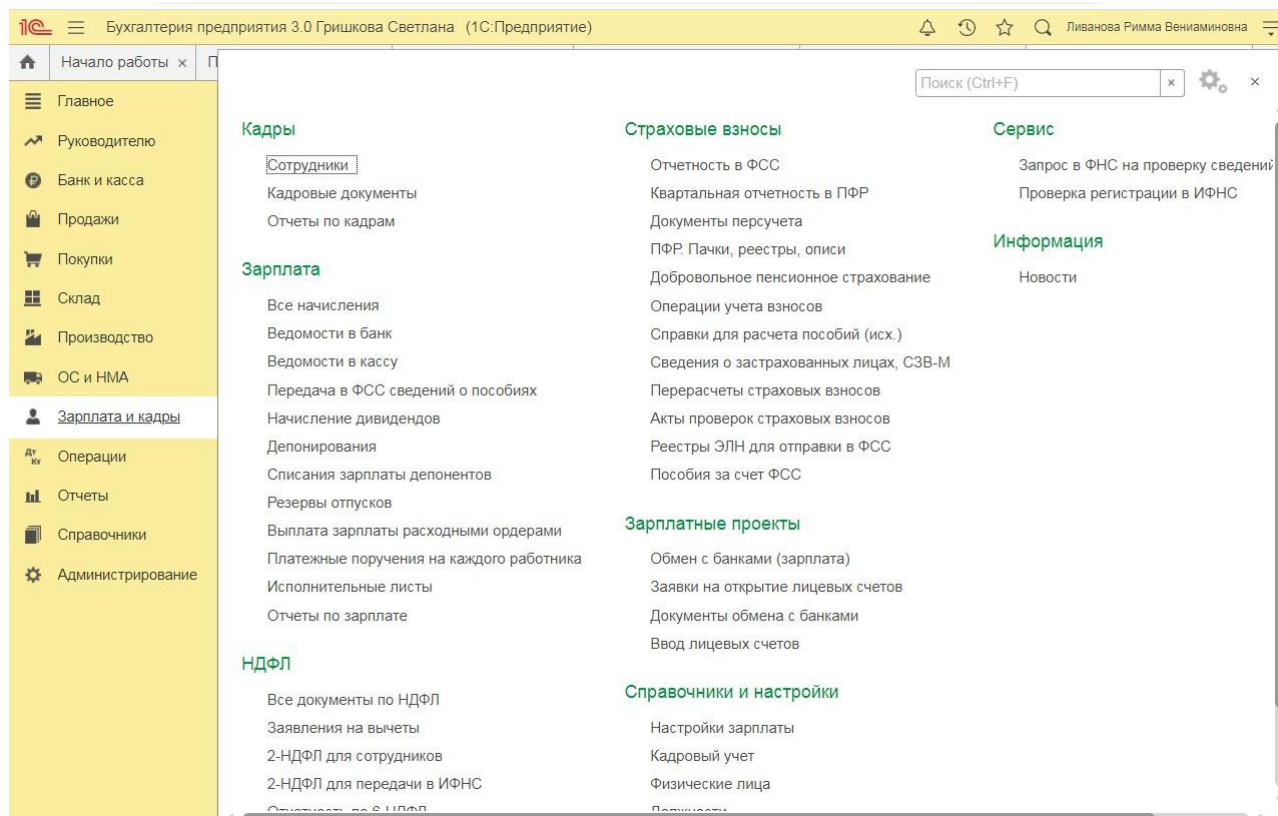 1С Бухгалтерия предприятия 3.0 Гришкова Светлана (1С:Предприятие) Ливанова Римма Вениаминовна
Начало работы × П
Поиск (Ctrl+F) ×
×
Главное
Руководителю
Банк и касса
Продажи
Покупки
Склад
Производство
ОС и НМА
Зарплата и кадры
Дт Кт Операции
Отчеты
Справочники
Администрирование
Кадры
Сотрудники
Кадровые документы
Отчеты по кадрам
Зарплата
Все начисления
Ведомости в банк
Ведомости в кассу
Передача в ФСС сведений о пособиях
Начисление дивидендов
Депонирования
Списания зарплаты депонентов
Резервы отпусков
Выплата зарплаты расходными ордерами
Платежные поручения на каждого работника
Исполнительные листы
Отчеты по зарплате
НДФЛ
Все документы по НДФЛ
Заявления на вычеты
2-НДФЛ для сотрудников
2-НДФЛ для передачи в ИФНС
Отчетность по 6-НДФЛ
Страховые взносы
Отчетность в ФСС
Квартальная отчетность в ПФР
Документы персучета
ПФР. Пачки, реестры, описи
Добровольное пенсионное страхование
Операции учета взносов
Справки для расчета пособий (исх.)
Сведения о застрахованных лицах, СЗВ-М
Перерасчеты страховых взносов
Акты проверок страховых взносов
Реестры ЭЛН для отправки в ФСС
Пособия за счет ФСС
Зарплатные проекты
Обмен с банками (зарплата)
Заявки на открытие лицевых счетов
Документы обмена с банками
Ввод лицевых счетов
Справочники и настройки
Настройки зарплаты
Кадровый учет
Физические лица
Должности
Сервис
Запрос в ФНС на проверку сведений
Проверка регистрации в ИФНС
Информация
Новости